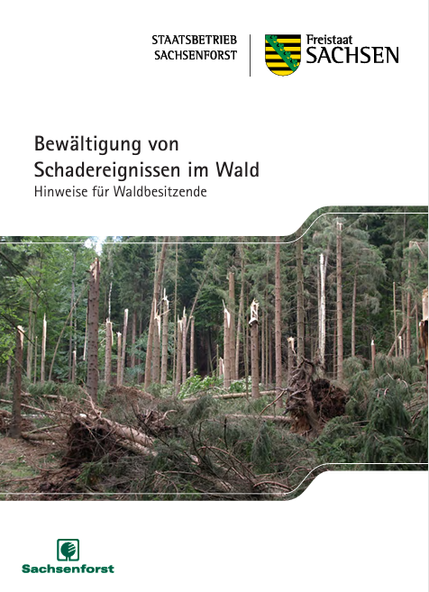 STAATSBETRIEB
SACHSENFORST
Freistaat
SACHSEN
Bewältigung von
Schadereignissen im Wald
Hinweise für Waldbesitzende
Sachsenforst